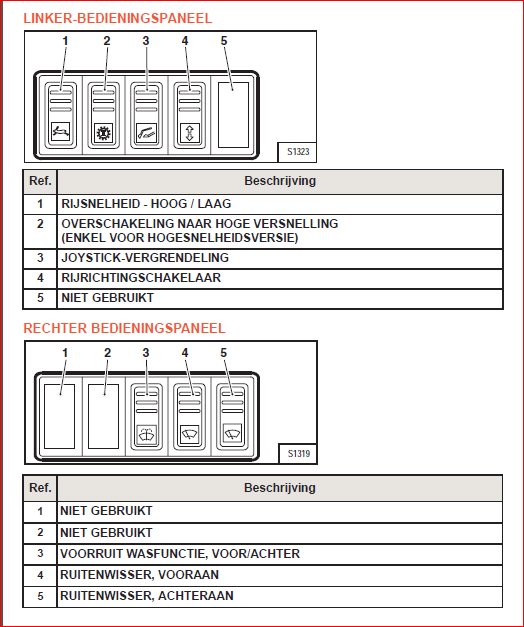 LINKER-BEDIENINGSPANEEL
1 2 3 4 5
S1323
Ref. Beschrijving
1 RIJSNELHEID - HOOG / LAAG
2 OVERSCHAKELING NAAR HOGE VERSNELLING
(ENKEL VOOR HOGESNELHEIDSVERSIE)
3 JOYSTICK-VERGRENDELING
4 RIJRICHTINGSCHAKELAAR
5 NIET GEBRUIKT
RECHTER BEDIENINGSPANEEL
1 2 3 4 5
S1319
Ref. Beschrijving
1 NIET GEBRUIKT
2 NIET GEBRUIKT
3 VOORRUIT WASFUNCTIE, VOOR/ACHTER
4 RUITENWISSER, VOORAAN
5 RUITENWISSER, ACHTERAAN